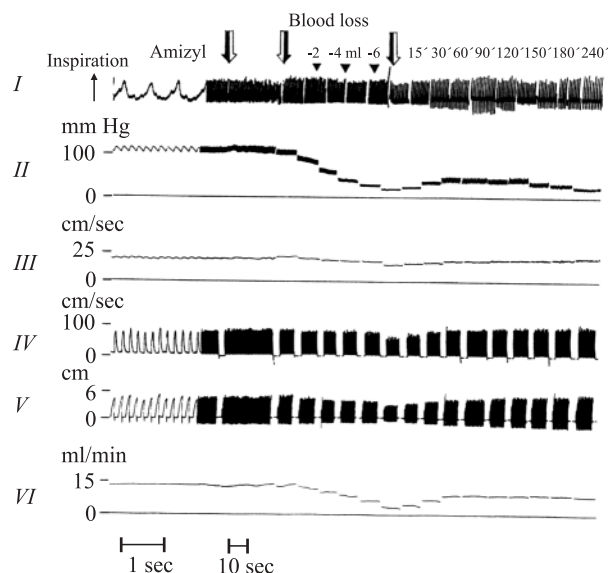 Blood loss
Amizyl
-2 -4 ml -6 15´ 30´ 60´ 90´ 120´ 150´ 180´ 240´
Inspiration
I
mm Hg
100
II
0
cm/sec
25
III
0
cm/sec
100
IV
0
cm
6
V
0
ml/min
15
VI
0
1 sec 10 sec